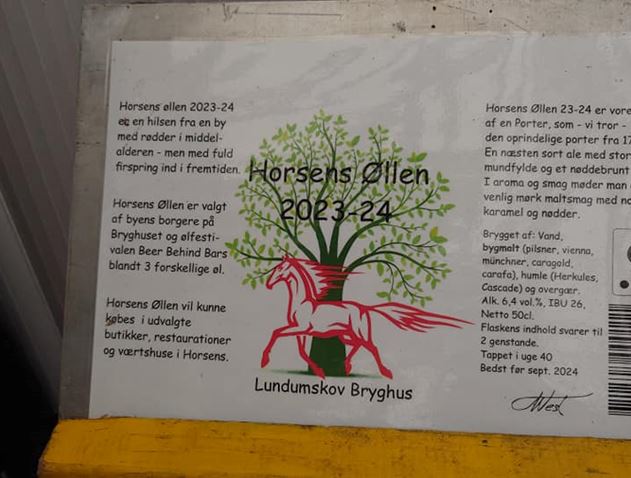 Horsens øllen 2023-24
er en hilsen fra en by
med rødder i middel-
alderen - men med fuld
firspring ind i fremtiden.
Horsens Øllen er valgt
af byens borgere på
Bryghuset og ølfesti-
valen Beer Behind Bars
blandt 3 forskellige øl.
Horsens Øllen vil kunne
købes i udvalgte
butikker, restaurationer
og værtshuse i Horsens.
Horsens Øllen
2023-24
Lundumskov Bryghus
Horsens Øllen 23-24 er vore
af en Porter, som - vi tror -
den oprindelige porter fra 17
En næsten sort ale med stor
mundfylde og et nøddebrunt
I aroma og smag møder man
venlig mørk maltsmag med no
karamel og nødder.
Brygget af: Vand,
bygmalt (pilsner, vienna,
münchner, caragold,
carafa), humle (Herkules,
Cascade) og overgær.
Alk. 6,4 vol.%, IBU 26,
Netto 50cl.
Flaskens indhold svarer til
2 genstande.
Tappet i uge 40
Bedst før sept. 2024